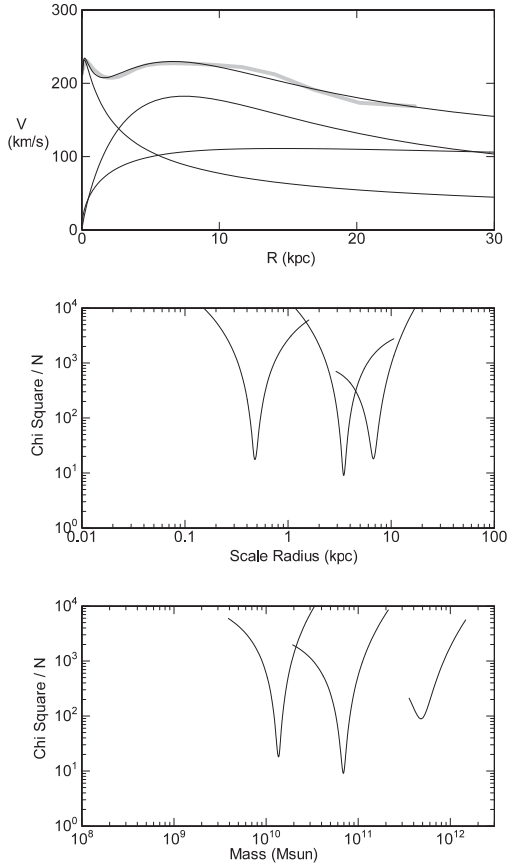 300
200
V
(km/s)
100
0
0 10 20 30
R (kpc)
10⁴
10³
Chi Square / N
10²
10¹
10⁰
0.01 0.1 1 10 100
Scale Radius (kpc)
10⁴
10³
Chi Square / N
10²
10¹
10⁰
10⁸ 10⁹ 10¹⁰ 10¹¹ 10¹²
Mass (Msun)